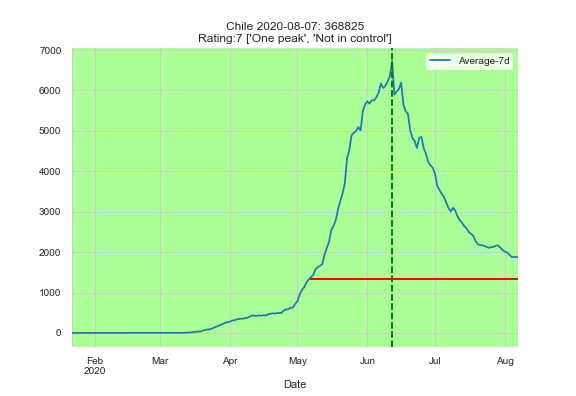 Chile 2020-08-07: 368825
Rating:7 ['One peak', 'Not in control']
Average-7d
7000
6000
5000
4000
3000
2000
1000
0
Feb Mar Apr May Jun Jul Aug
2020
Date